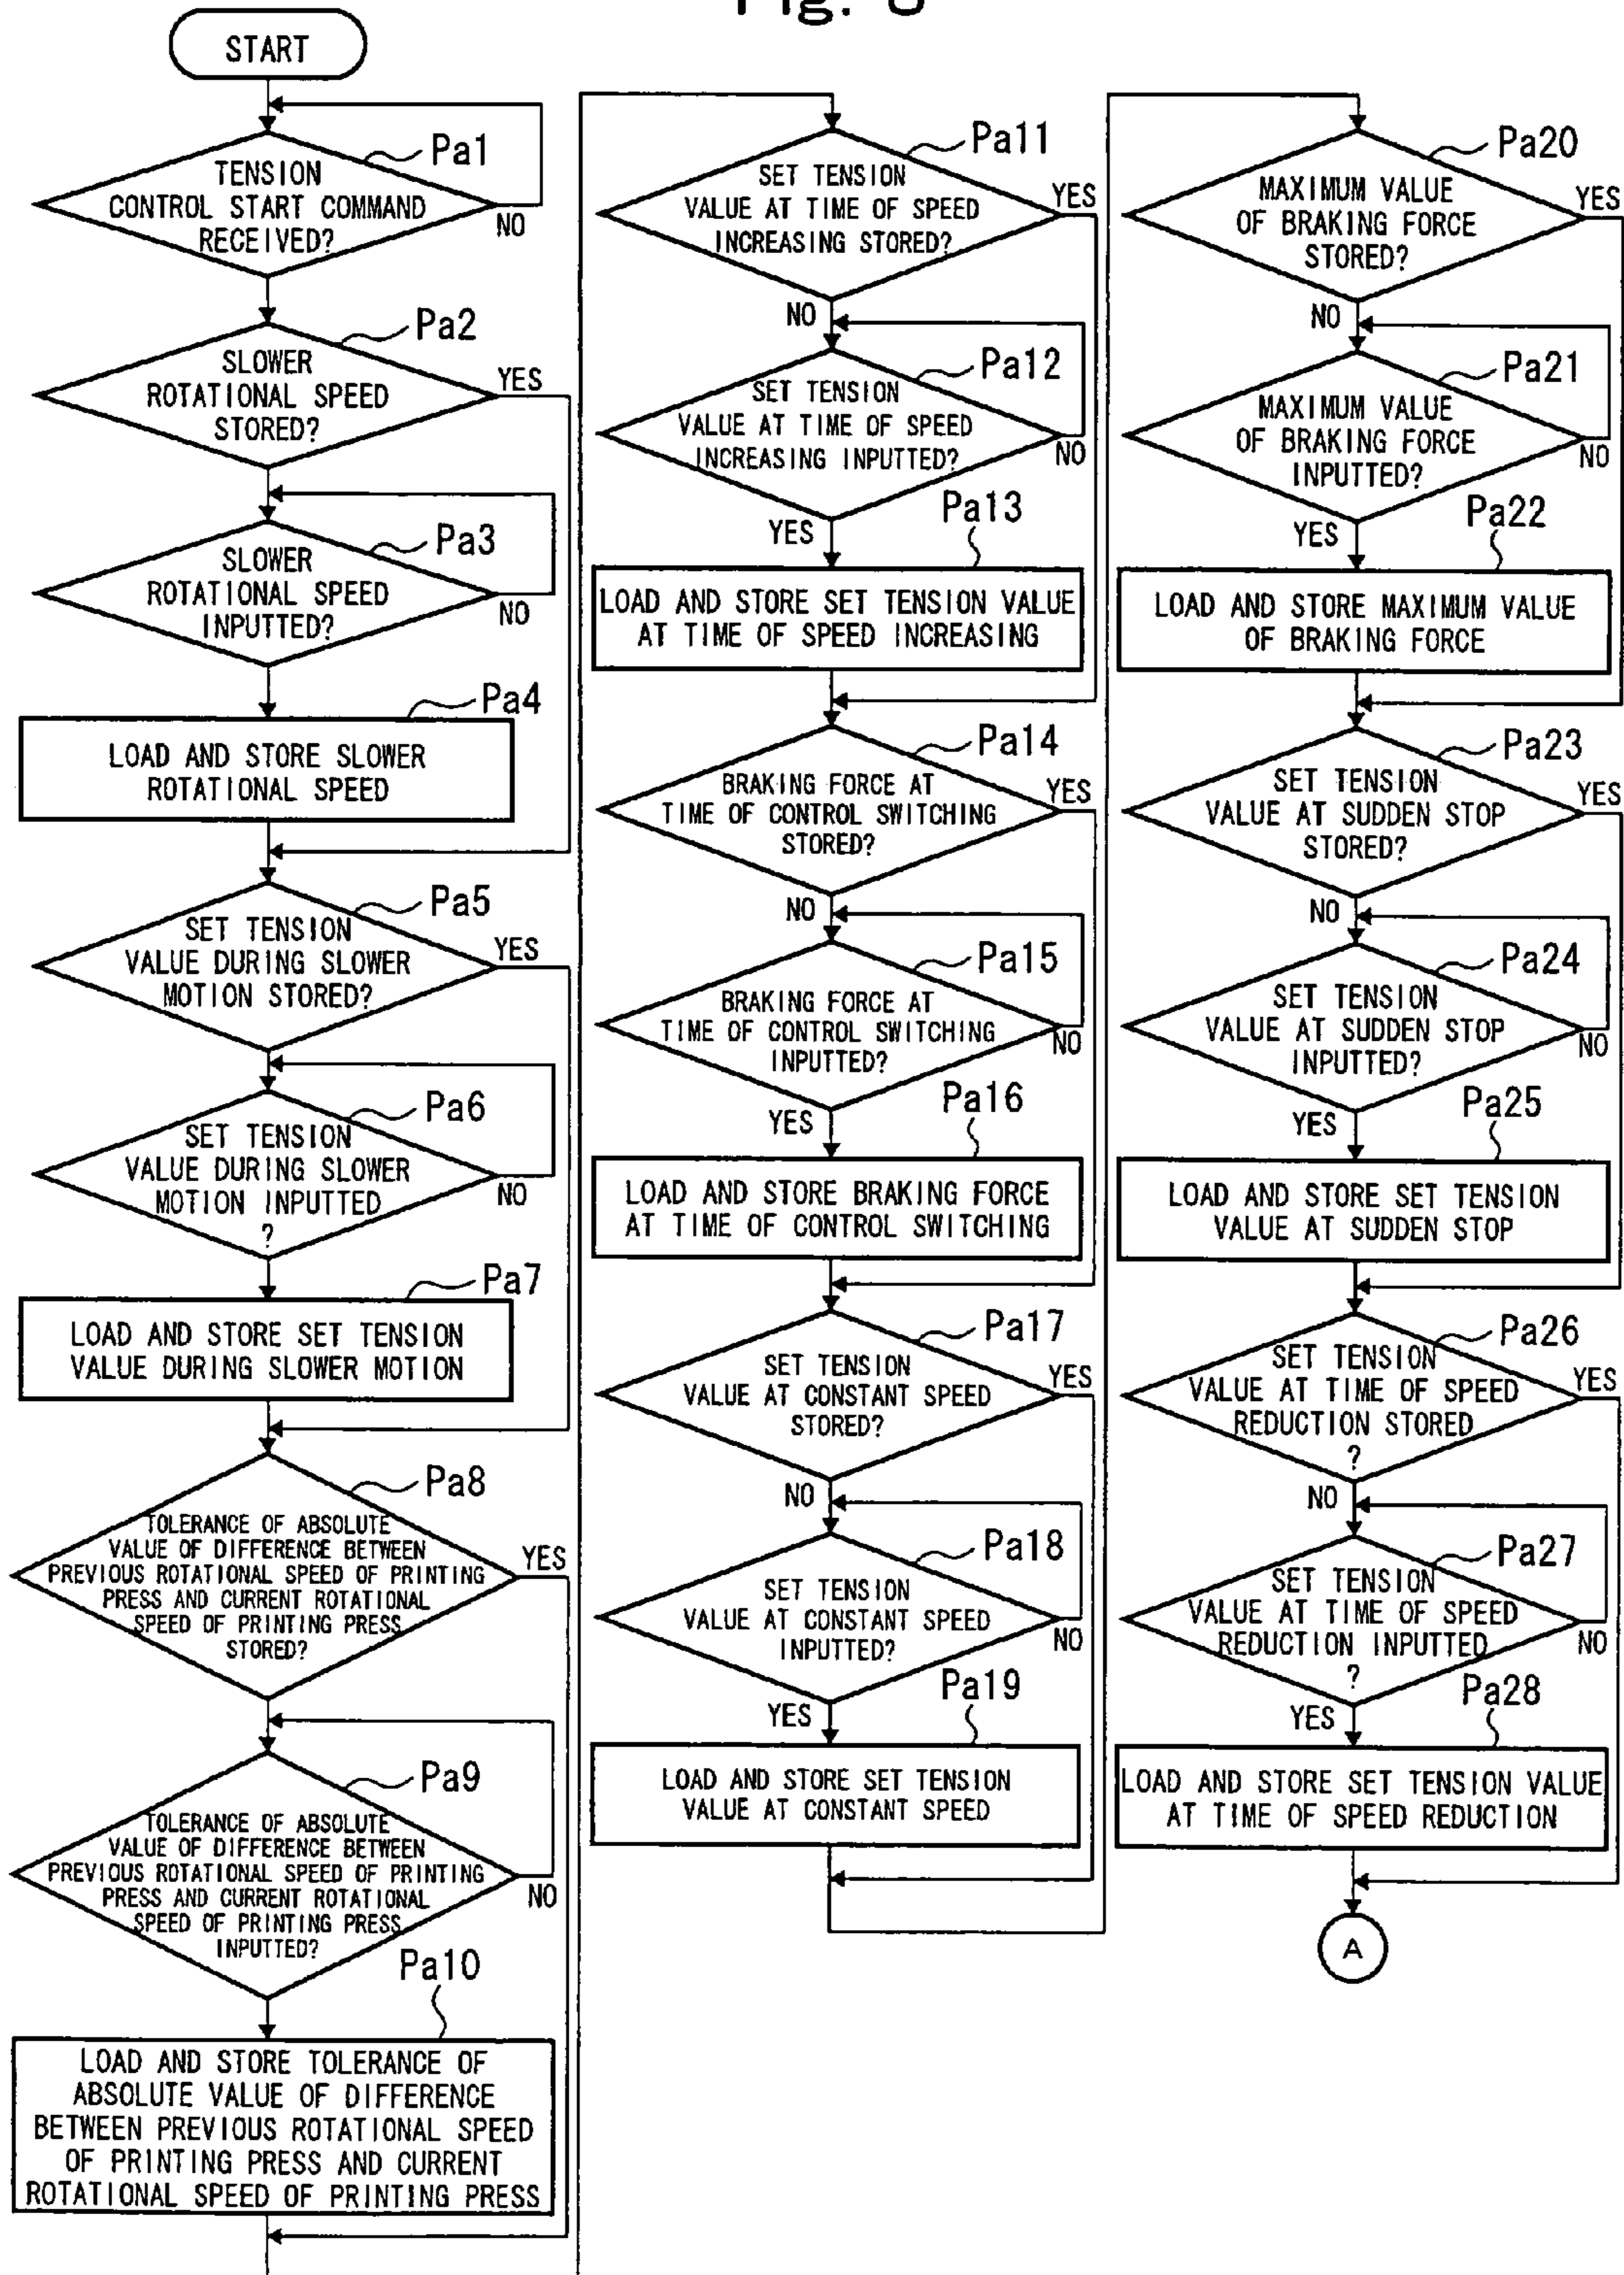 Fig.
START
Pa1
TENSION
CONTROL START COMMAND
RECEIVED?
NO
Pa2
SLOWER
ROTATIONAL SPEED
STORED?
YES
Pa3
SLOWER
ROTATIONAL SPEED
INPUTTED?
NO
Pa4
LOAD AND STORE SLOWER
ROTATIONAL SPEED
Pa5
SET TENSION
VALUE DURING SLOWER
MOTION STORED?
YES
Pa6
SET TENSION
VALUE DURING SLOWER
MOTION INPUTTED
?
NO
Pa7
LOAD AND STORE SET TENSION
VALUE DURING SLOWER MOTION
Pa8
TOLERANCE OF ABSOLUTE
VALUE OF DIFFERENCE BETWEEN
PREVIOUS ROTATIONAL SPEED OF PRINTING
PRESS AND CURRENT ROTATIONAL
SPEED OF PRINTING PRESS
STORED?
YES
Pa9
TOLERANCE OF ABSOLUTE
VALUE OF DIFFERENCE BETWEEN
PREVIOUS ROTATIONAL SPEED OF PRINTING
PRESS AND CURRENT ROTATIONAL
SPEED OF PRINTING PRESS
INPUTTED?
NO
Pa10
LOAD AND STORE TOLERANCE OF
ABSOLUTE VALUE OF DIFFERENCE
BETWEEN PREVIOUS ROTATIONAL SPEED
OF PRINTING PRESS AND CURRENT
ROTATIONAL SPEED OF PRINTING PRESS
Pa11
SET TENSION
VALUE AT TIME OF SPEED
INCREASING STORED?
YES
NO
Pa12
SET TENSION
VALUE AT TIME OF SPEED
INCREASING INPUTTED?
NO
YES
Pa13
LOAD AND STORE SET TENSION VALUE
AT TIME OF SPEED INCREASING
Pa14
BRAKING FORCE AT
TIME OF CONTROL SWITCHING
STORED?
YES
NO
Pa15
BRAKING FORCE AT
TIME OF CONTROL SWITCHING
INPUTTED?
NO
YES
Pa16
LOAD AND STORE BRAKING FORCE
AT TIME OF CONTROL SWITCHING
Pa17
SET TENSION
VALUE AT CONSTANT SPEED
STORED?
YES
NO
Pa18
SET TENSION
VALUE AT CONSTANT SPEED
INPUTTED?
NO
YES
Pa19
LOAD AND STORE SET TENSION
VALUE AT CONSTANT SPEED
Pa20
MAXIMUM VALUE
OF BRAKING FORCE
STORED?
YES
NO
Pa21
MAXIMUM VALUE
OF BRAKING FORCE
INPUTTED?
NO
YES
Pa22
LOAD AND STORE MAXIMUM VALUE
OF BRAKING FORCE
Pa23
SET TENSION
VALUE AT SUDDEN STOP
STORED?
YES
NO
Pa24
SET TENSION
VALUE AT SUDDEN STOP
INPUTTED?
NO
YES
Pa25
LOAD AND STORE SET TENSION
VALUE AT SUDDEN STOP
Pa26
SET TENSION
VALUE AT TIME OF SPEED
REDUCTION STORED
?
YES
NO
Pa27
SET TENSION
VALUE AT TIME OF SPEED
REDUCTION INPUTTED
?
NO
YES
Pa28
LOAD AND STORE SET TENSION VALUE
AT TIME OF SPEED REDUCTION
A